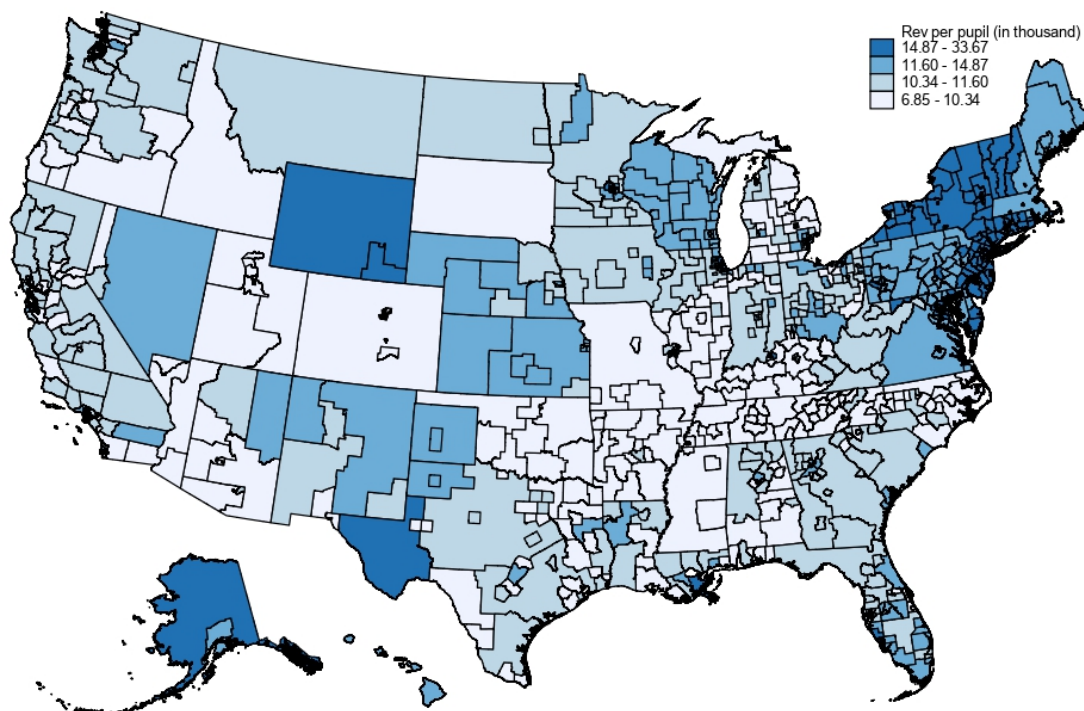 Rev per pupil (in thousand)
14.87 - 33.67
11.60 - 14.87
10.34 - 11.60
6.85 - 10.34